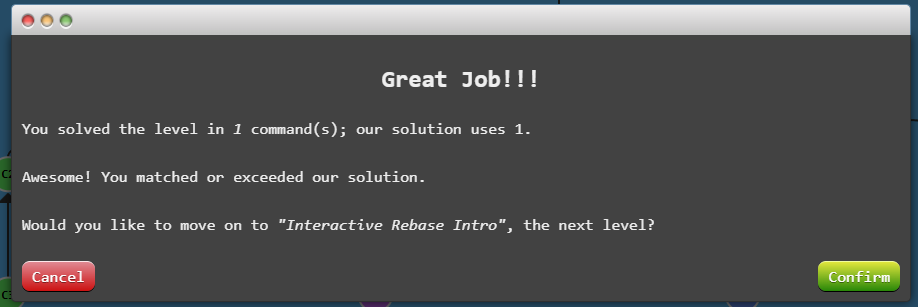 Great Job!!!
You solved the level in 1 command(s); our solution uses 1.
Awesome! You matched or exceeded our solution.
Would you like to move on to "Interactive Rebase Intro", the next level?
Cancel
Confirm